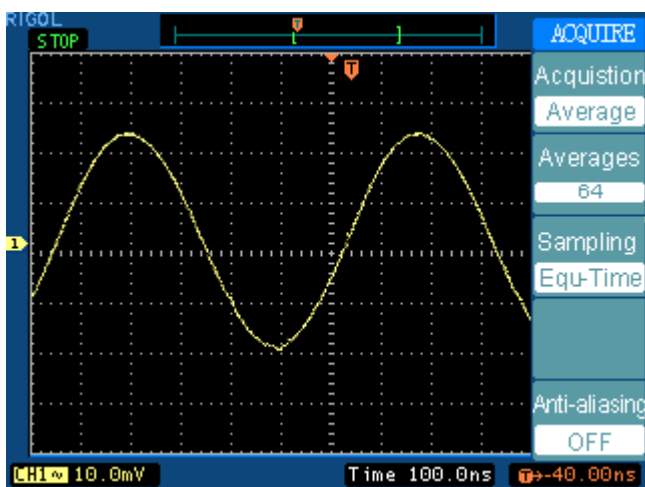 RIGOL
STOP
T
ACQUIRE
T
Acquistion
Average
Averages
64
1
Sampling
Equ-Time
Anti-aliasing
OFF
CH1~ 10.0mV
Time 100.0ns
T→-40.00ns